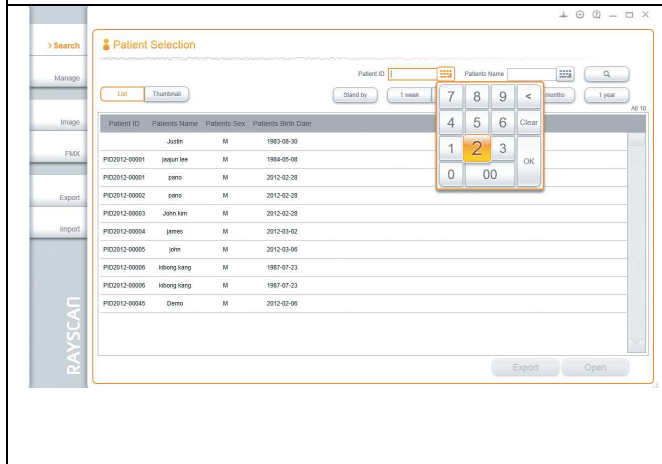 > Search
Patient Selection
Manage
Patient ID
Patients Name
List
Thumbnail
Stand by
1 week
months
1 year
All 10
7 8 9 <
4 5 6 Clear
1 2 3 OK
0 00
Image
FMX
Export
Import
Patient ID Patients Name Patients Sex Patients Birth Date
Justin M 1983-08-30
PID2012-00001 jaajun lee M 1984-05-08
PID2012-00001 pano M 2012-02-28
PID2012-00002 pano M 2012-02-28
PID2012-00003 John.kim M 2012-02-28
PID2012-00004 james M 2012-03-02
PID2012-00005 john M 2012-03-06
PID2012-00006 kibong kang M 1987-07-23
PID2012-00006 kibong kang M 1987-07-23
PID2012-00045 Demo M 2012-02-06
RAYSCAN
Export
Open